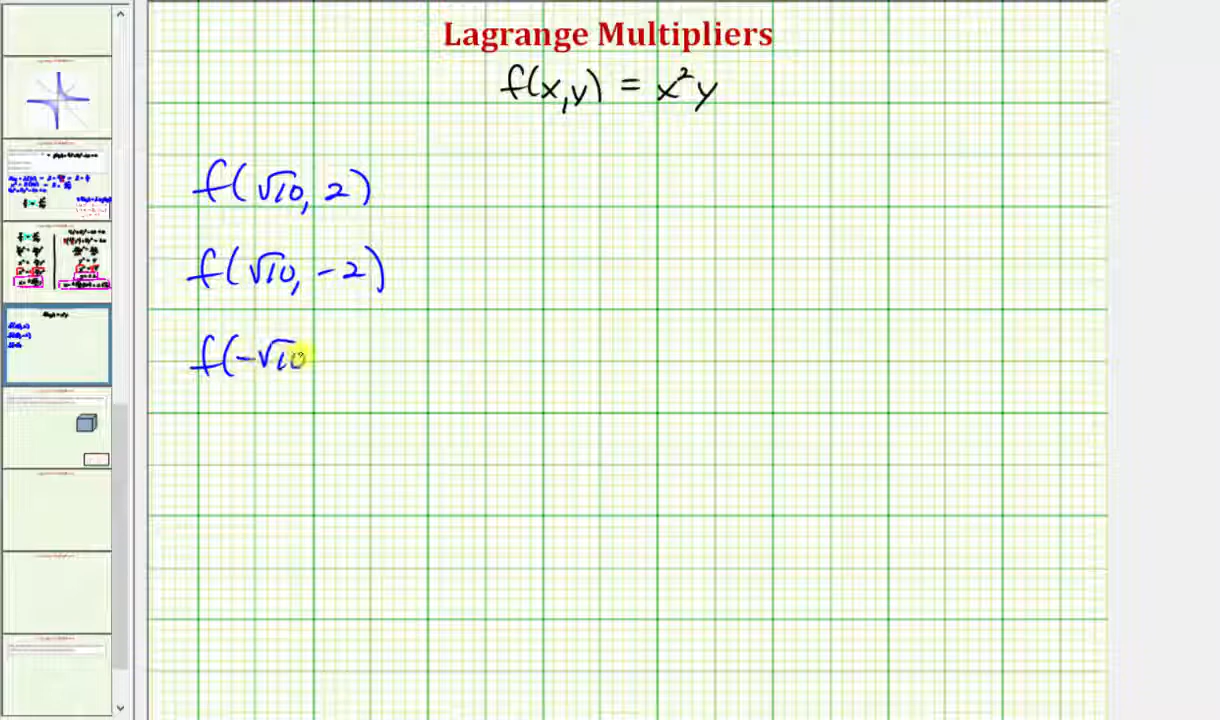 Lagrange Multipliers
f(x,y) = x²y
f(√10, 2)
f(√10, -2)
f(-√10